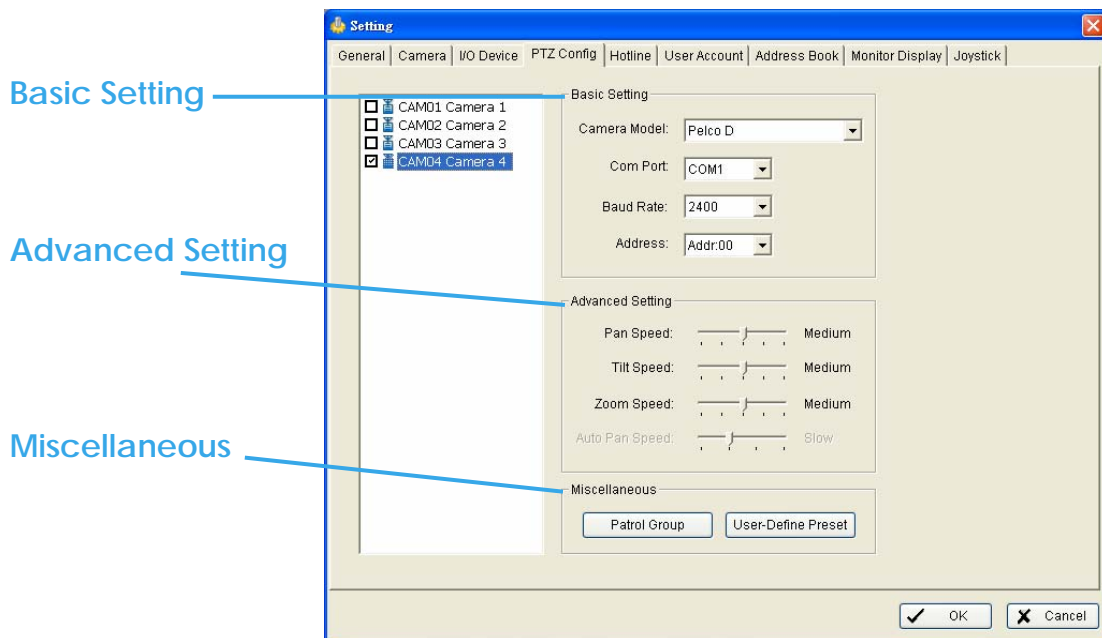 Setting
General Camera I/O Device PTZ Config Hotline User Account Address Book Monitor Display Joystick
Basic Setting
Advanced Setting
Miscellaneous
CAM01 Camera 1
CAM02 Camera 2
CAM03 Camera 3
CAM04 Camera 4
Basic Setting
Camera Model: Pelco D
Com Port: COM1
Baud Rate: 2400
Address: Addr:00
Advanced Setting
Pan Speed: Medium
Tilt Speed: Medium
Zoom Speed: Medium
Auto Pan Speed: Slow
Miscellaneous
Patrol Group User-Define Preset
OK Cancel